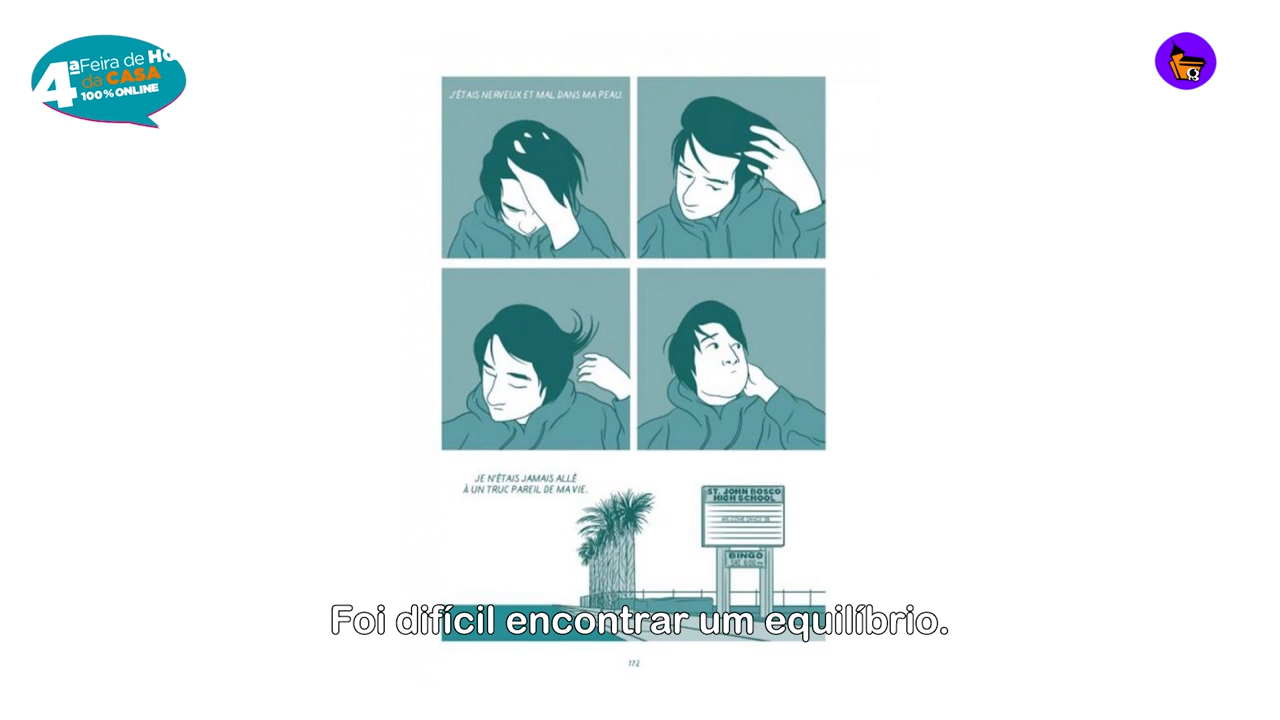 4ª Feira de HQ
da CASA
100% ONLINE
J'ÉTAIS NERVEUX ET MAL DANS MA PEAU.
JE N'ÉTAIS JAMAIS ALLÉ
À UN TRUC PAREIL DE MA VIE.
ST. JOHN BOSCO
HIGH SCHOOL
BINGO
Foi difícil encontrar um equilíbrio.
172